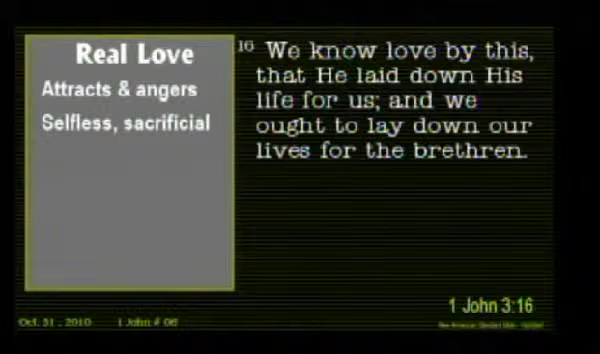 Real Love
Attracts & angers
Selfless, sacrificial
16 We know love by this,
that He laid down His
life for us; and we
ought to lay down our
lives for the brethren.
1 John 3:16
Oct. 31, 2010 1 John # 06